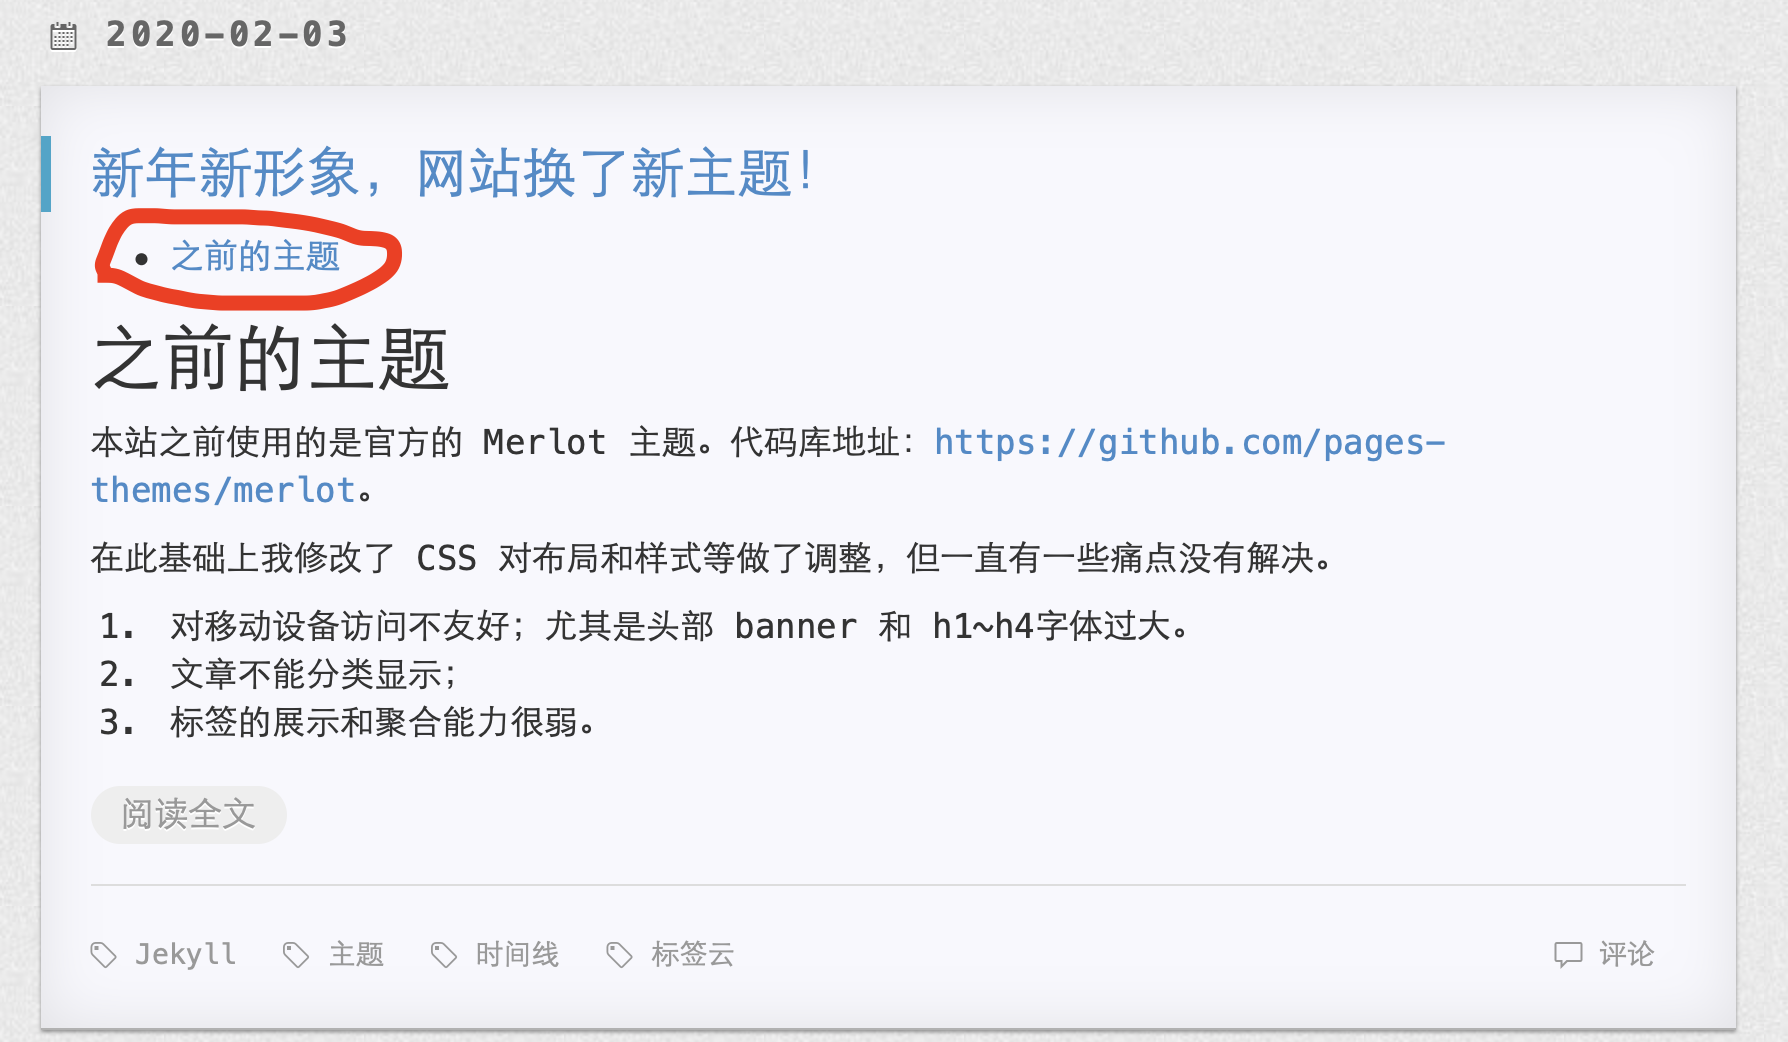 2020-02-03
新年新形象，网站换了新主题！
• 之前的主题
之前的主题
本站之前使用的是官方的 Merlot 主题。代码库地址：https://github.com/pages-
themes/merlot。
在此基础上我修改了 CSS 对布局和样式等做了调整，但一直有一些痛点没有解决。
1. 对移动设备访问不友好；尤其是头部 banner 和 h1~h4字体过大。
2. 文章不能分类显示；
3. 标签的展示和聚合能力很弱。
阅读全文
Jekyll 主题 时间线 标签云 评论